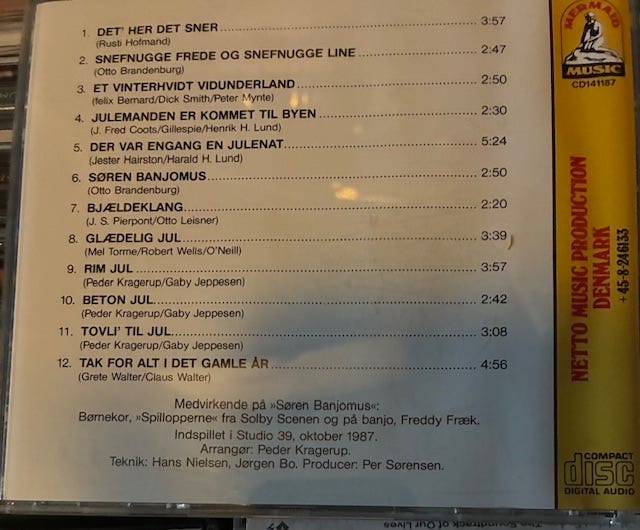 1. DET' HER DET SNER 3:57
(Rusti Hofmand)
2. SNEFNUGGE FREDE OG SNEFNUGGE LINE 2:47
(Otto Brandenburg)
3. ET VINTERHVIDT VIDUNDERLAND 2:50
(felix Bernard/Dick Smith/Peter Mynte)
4. JULEMANDEN ER KOMMET TIL BYEN 2:30
(J. Fred Coots/Gillespie/Henrik H. Lund)
5. DER VAR ENGANG EN JULENAT 5:24
(Jester Hairston/Harald H. Lund)
6. SØREN BANJOMUS 2:50
(Otto Brandenburg)
7. BJÆLDEKLANG 2:20
(J. S. Pierpont/Otto Leisner)
8. GLÆDELIG JUL 3:39
(Mel Torme/Robert Wells/O'Neill)
9. RIM JUL 3:57
(Peder Kragerup/Gaby Jeppesen)
10. BETON JUL 2:42
(Peder Kragerup/Gaby Jeppesen)
11. TOVLI' TIL JUL 3:08
(Peder Kragerup/Gaby Jeppesen)
12. TAK FOR ALT I DET GAMLE ÅR 4:56
(Grete Walter/Claus Walter)
Medvirkende på »Søren Banjomus«:
Børnekor, »Spillopperne« fra Solby Scenen og på banjo, Freddy Fræk.
Indspillet i Studio 39, oktober 1987.
Arrangør: Peder Kragerup.
Teknik: Hans Nielsen, Jørgen Bo. Producer: Per Sørensen.
MERMAID
MUSIC
CD141187
NETTO MUSIC PRODUCTION
DENMARK
+45-8-246133
COMPACT
disc
DIGITAL AUDIO
The Soundtrack of Our Lives